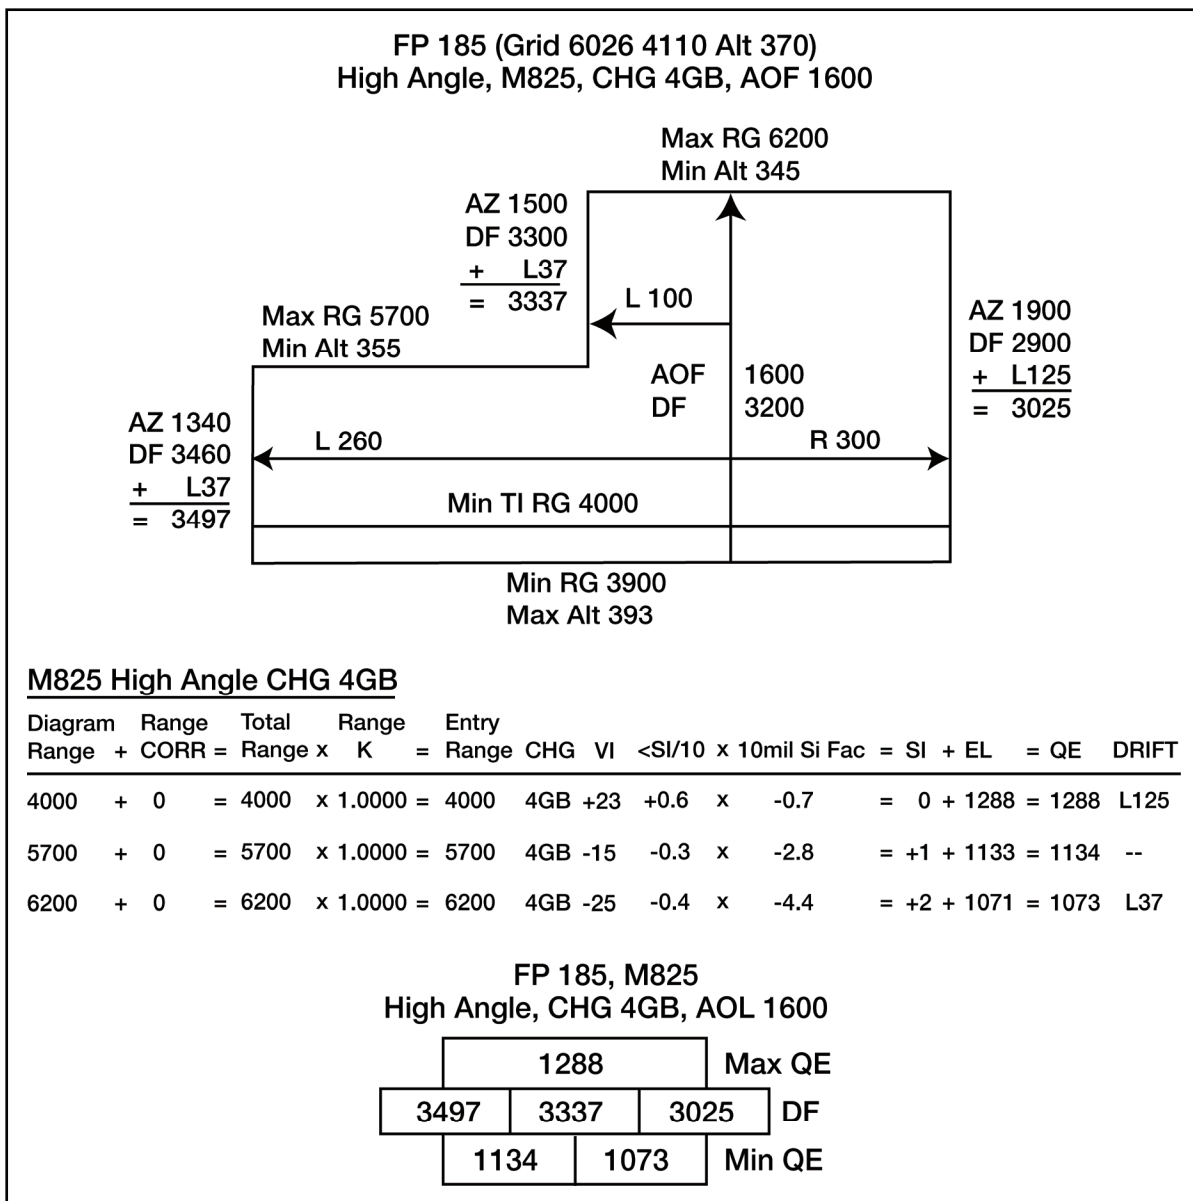 FP 185 (Grid 6026 4110 Alt 370)
High Angle, M825, CHG 4GB, AOF 1600
Max RG 6200
Min Alt 345
AZ 1500
DF 3300
+ L37
= 3337
L 100
Max RG 5700
Min Alt 355
AZ 1900
DF 2900
+ L125
= 3025
AOF 1600
DF 3200
AZ 1340
DF 3460
+ L37
= 3497
L 260
R 300
Min TI RG 4000
Min RG 3900
Max Alt 393
M825 High Angle CHG 4GB
Diagram Range Total Range Entry
Range + CORR = Range x K = Range CHG VI <SI/10 x 10mil Si Fac = SI + EL = QE DRIFT
4000 + 0 = 4000 x 1.0000 = 4000 4GB +23 +0.6 x -0.7 = 0 + 1288 = 1288 L125
5700 + 0 = 5700 x 1.0000 = 5700 4GB -15 -0.3 x -2.8 = +1 + 1133 = 1134 --
6200 + 0 = 6200 x 1.0000 = 6200 4GB -25 -0.4 x -4.4 = +2 + 1071 = 1073 L37
FP 185, M825
High Angle, CHG 4GB, AOL 1600
1288 Max QE
3497 3337 3025 DF
1134 1073 Min QE